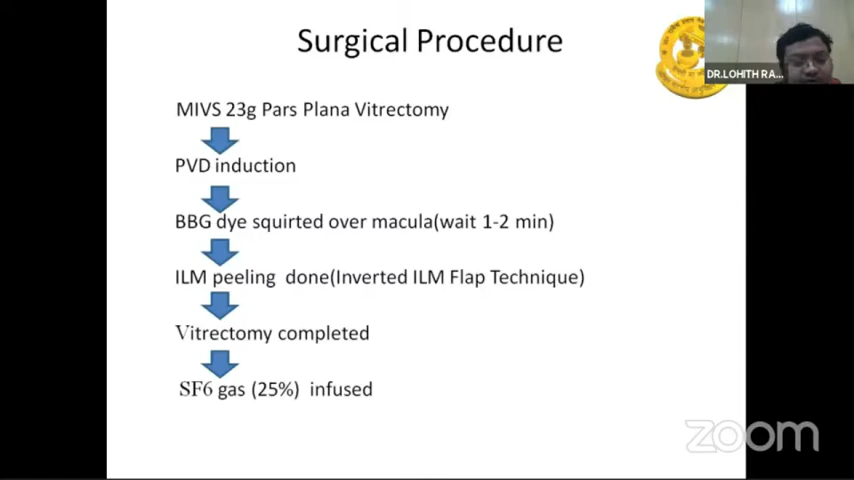 Surgical Procedure
DR.LOHITH RA...
MIVS 23g Pars Plana Vitrectomy
PVD induction
BBG dye squirted over macula(wait 1-2 min)
ILM peeling done(Inverted ILM Flap Technique)
Vitrectomy completed
SF6 gas (25%) infused
zoom